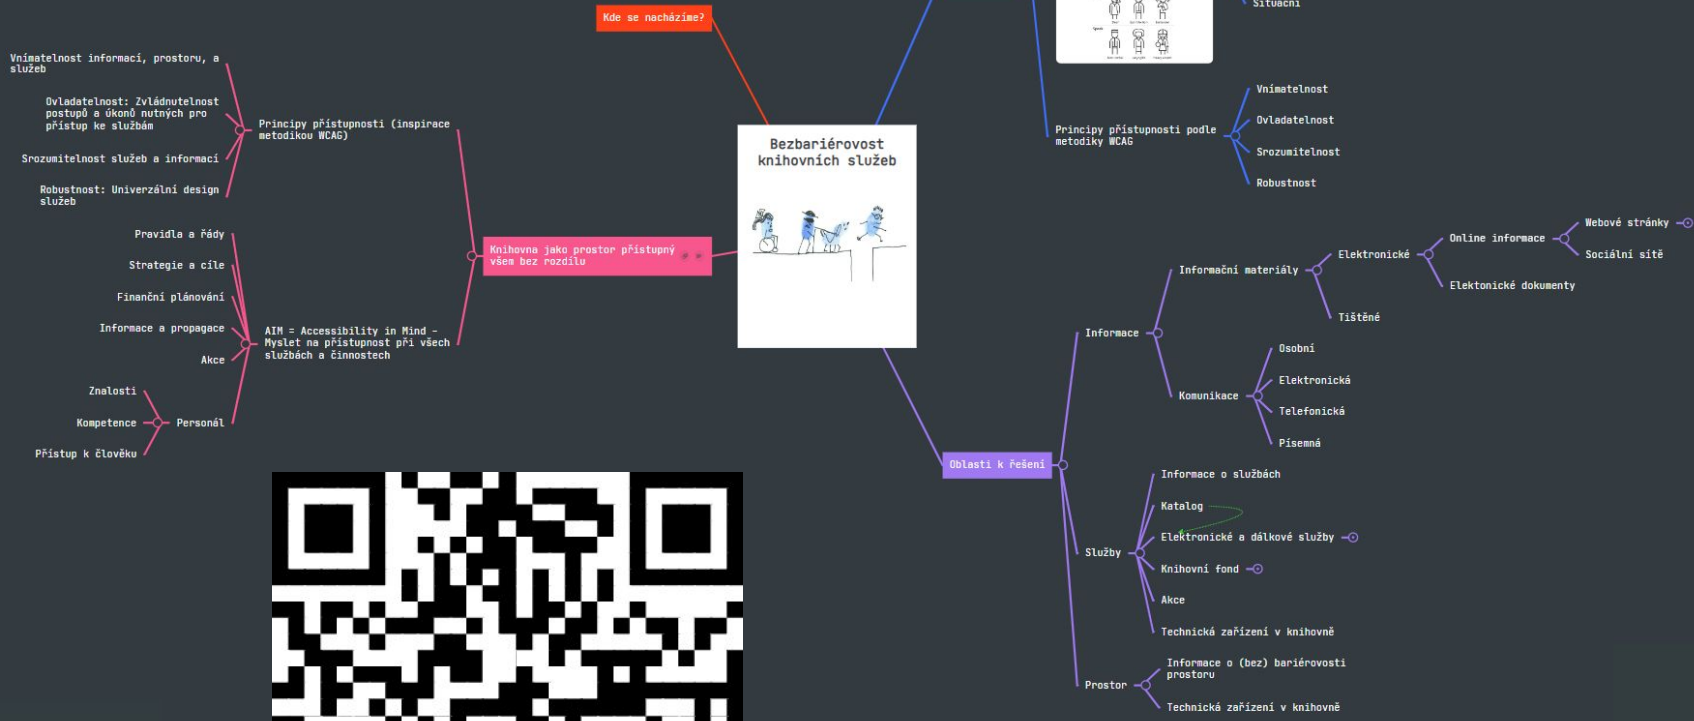 Kde se nacházíme?
Vnímatelnost informací, prostoru, a
služeb
Ovladatelnost: Zvládnutelnost
postupů a úkonů nutných pro
přístup ke službám
Srozumitelnost služeb a informací
Robustnost: Univerzální design
služeb
Principy přístupnosti (inspirace
metodikou WCAG)
Pravidla a řády
Strategie a cíle
Finanční plánování
Informace a propagace
Akce
Znalosti
Kompetence
Přístup k člověku
Personál
AIM = Accessibility in Mind –
Myslet na přístupnost při všech
službách a činnostech
Knihovna jako prostor přístupný
všem bez rozdílu
Bezbariérovost
knihovních služeb
Situační
Principy přístupnosti podle
metodiky WCAG
Vnímatelnost
Ovladatelnost
Srozumitelnost
Robustnost
Oblasti k řešení
Informace
Informační materiály
Elektronické
Online informace
Webové stránky
Sociální sítě
Elektonické dokumenty
Tištěné
Komunikace
Osobní
Elektronická
Telefonická
Písemná
Služby
Informace o službách
Katalog
Elektronické a dálkové služby
Knihovní fond
Akce
Technická zařízení v knihovně
Prostor
Informace o (bez) bariérovosti
prostoru
Technická zařízení v knihovně